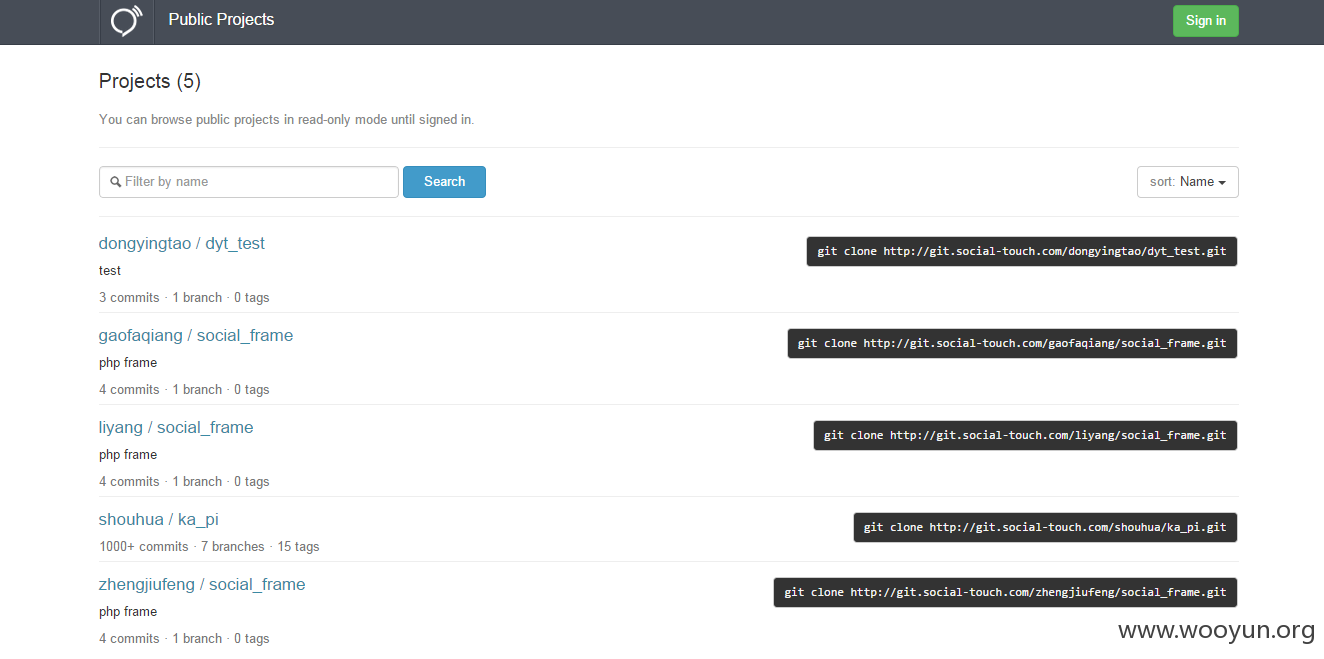 Public Projects
Sign in
Projects (5)
You can browse public projects in read-only mode until signed in.
Filter by name
Search
sort: Name
dongyingtao / dyt_test
git clone http://git.social-touch.com/dongyingtao/dyt_test.git
test
3 commits · 1 branch · 0 tags
gaofaqiang / social_frame
git clone http://git.social-touch.com/gaofaqiang/social_frame.git
php frame
4 commits · 1 branch · 0 tags
liyang / social_frame
git clone http://git.social-touch.com/liyang/social_frame.git
php frame
4 commits · 1 branch · 0 tags
shouhua / ka_pi
git clone http://git.social-touch.com/shouhua/ka_pi.git
1000+ commits · 7 branches · 15 tags
zhengjiufeng / social_frame
git clone http://git.social-touch.com/zhengjiufeng/social_frame.git
php frame
4 commits · 1 branch · 0 tags
www.wooyun.org